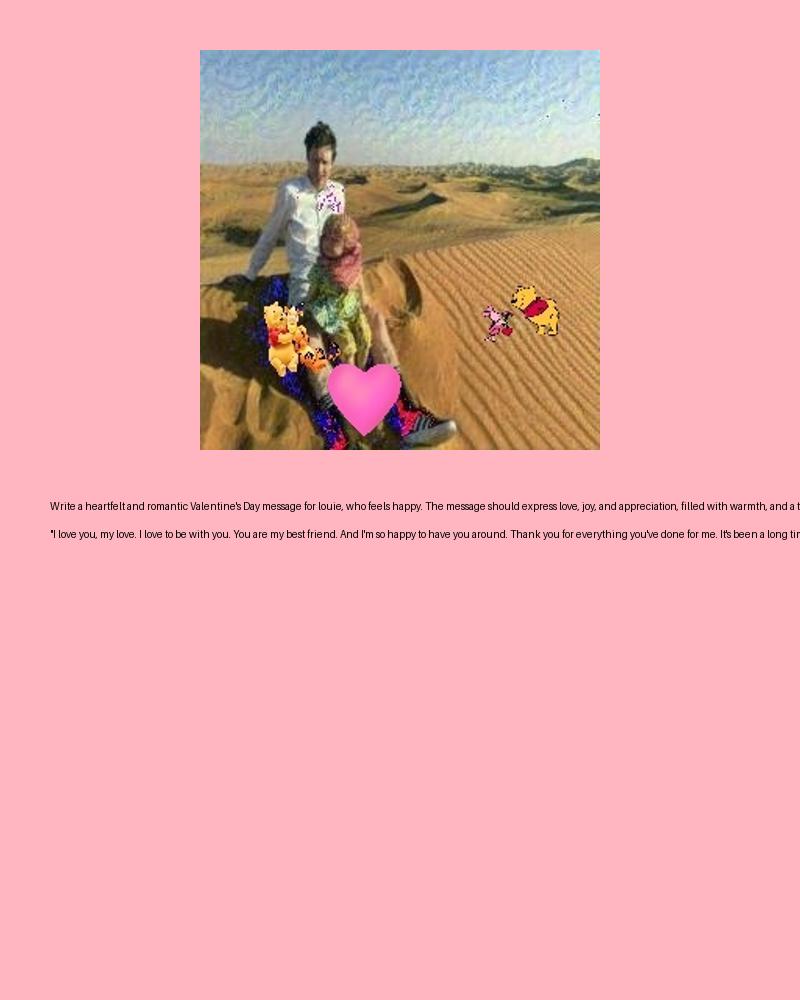 Write a heartfelt and romantic Valentine's Day message for louie, who feels happy. The message should express love, joy, and appreciation, filled with warmth, and a
"I love you, my love. I love to be with you. You are my best friend. And I'm so happy to have you around. Thank you for everything you've done for me. It's been a long